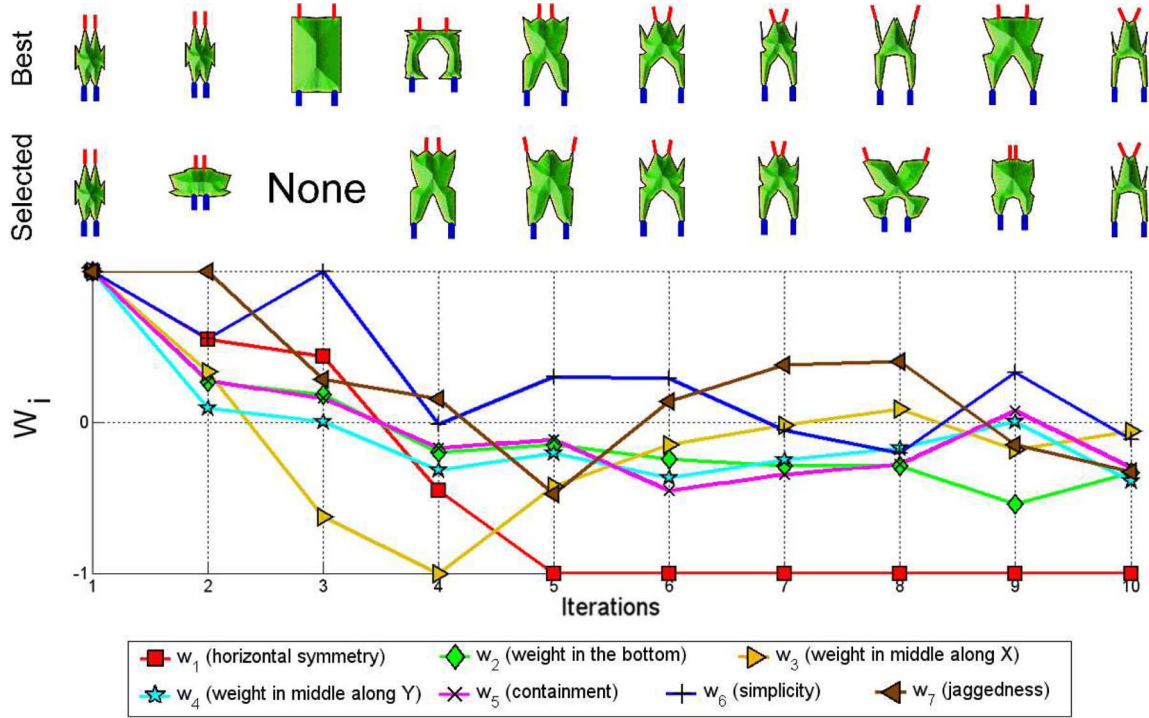 Best
Selected
None
W i
0
-1
1 2 3 4 5 6 7 8 9 10
Iterations
w1 (horizontal symmetry) w2 (weight in the bottom) w3 (weight in middle along X)
w4 (weight in middle along Y) w5 (containment) w6 (simplicity) w7 (jaggedness)